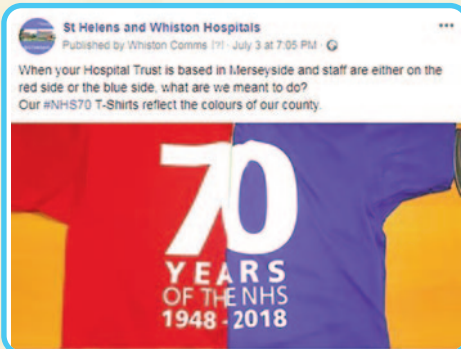 St Helens and Whiston Hospitals
Published by Whiston Comms [?] · July 3 at 7:05 PM ·
When your Hospital Trust is based in Merseyside and staff are either on the
red side or the blue side, what are we meant to do?
Our #NHS70 T-Shirts reflect the colours of our county.
70
YEARS
OF THE NHS
1948 - 2018